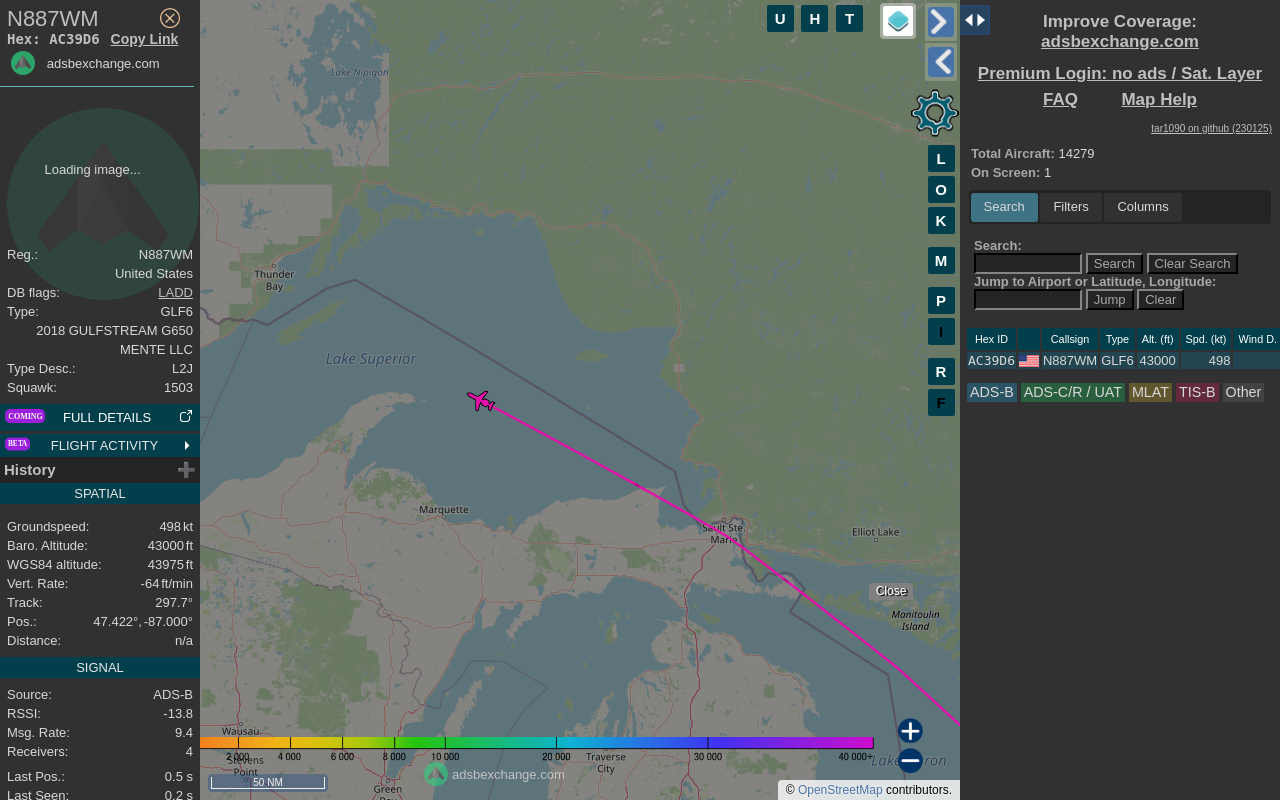 N887WM
Hex: AC39D6 Copy Link
adsbexchange.com
Loading image...
Reg.: N887WM
United States
DB flags: LADD
Type: GLF6
2018 GULFSTREAM G650
MENTE LLC
Type Desc.: L2J
Squawk: 1503
COMING FULL DETAILS
BETA FLIGHT ACTIVITY
History
SPATIAL
Groundspeed: 498 kt
Baro. Altitude: 43000 ft
WGS84 altitude: 43975 ft
Vert. Rate: -64 ft/min
Track: 297.7°
Pos.: 47.422°, -87.000°
Distance: n/a
SIGNAL
Source: ADS-B
RSSI: -13.8
Msg. Rate: 9.4
Receivers: 4
Last Pos.: 0.5 s
Last Seen: 0.2 s
U H T
L
O
K
M
P
I
R
F
Lake Nipigon
Thunder
Bay
Lake Superior
Marquette
Sault Ste.
Marie
Elliot Lake
Close
Manitoulin
Island
Wausau
Stevens
Point
Green
Bay
Traverse
City
Lake Huron
2 000 4 000 6 000 8 000 10 000 20 000 30 000 40 000+
50 NM
adsbexchange.com
© OpenStreetMap contributors.
Improve Coverage:
adsbexchange.com
Premium Login: no ads / Sat. Layer
FAQ Map Help
tar1090 on github (230125)
Total Aircraft: 14279
On Screen: 1
Search Filters Columns
Search:
Search Clear Search
Jump to Airport or Latitude, Longitude:
Jump Clear
Hex ID Callsign Type Alt. (ft) Spd. (kt) Wind D.
AC39D6 N887WM GLF6 43000 498
ADS-B ADS-C/R / UAT MLAT TIS-B Other